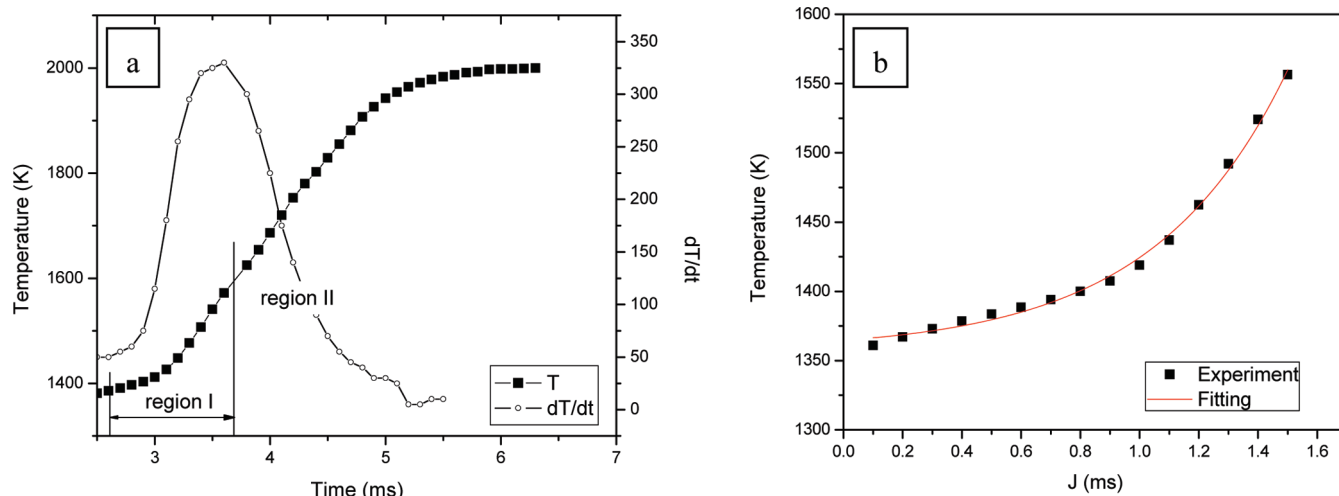 a
Temperature (K)
2000
1800
1600
1400
350
300
250
200
150
100
50
0
dT/dt
region II
region I
T
dT/dt
3
4
5
6
7
Time (ms)
b
Temperature (K)
1600
1550
1500
1450
1400
1350
1300
Experiment
Fitting
0.0
0.2
0.4
0.6
0.8
1.0
1.2
1.4
1.6
J (ms)